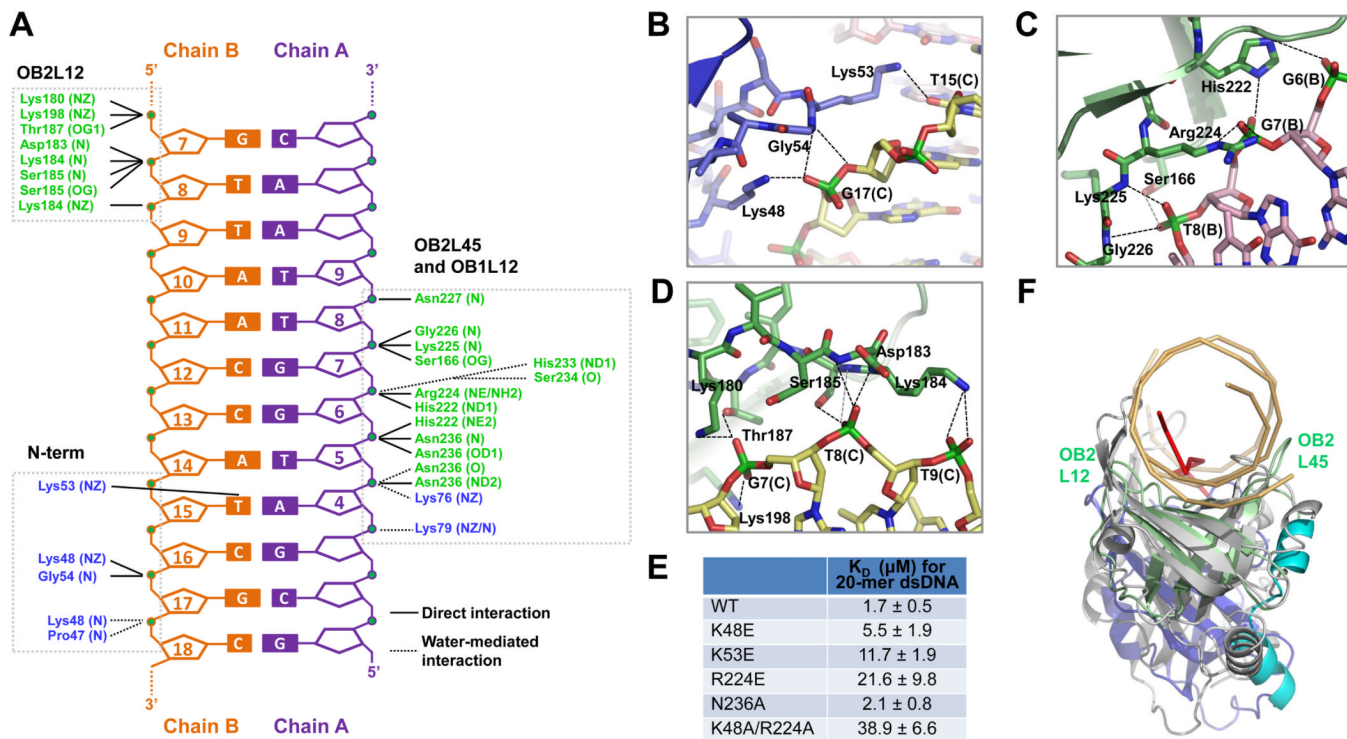 A
Chain B
Chain A
5’
3’
OB2L12
Lys180 (NZ)
Lys198 (NZ)
Thr187 (OG1)
Asp183 (N)
Lys184 (N)
Ser185 (N)
Ser185 (OG)
Lys184 (NZ)
7 G C
8 T A
9 T A
10 A T 9
11 A T 8
12 C G 7
13 C G 6
14 A T 5
15 T A 4
16 C G
17 G C
18 C G
OB2L45
and OB1L12
Asn227 (N)
Gly226 (N)
Lys225 (N)
Ser166 (OG)
His233 (ND1)
Ser234 (O)
Arg224 (NE/NH2)
His222 (ND1)
His222 (NE2)
Asn236 (N)
Asn236 (OD1)
Asn236 (O)
Asn236 (ND2)
Lys76 (NZ)
Lys79 (NZ/N)
N-term
Lys53 (NZ)
Lys48 (NZ)
Gly54 (N)
Lys48 (N)
Pro47 (N)
Direct interaction
Water-mediated
interaction
5’
3’
Chain B
Chain A
B
Lys53
T15(C)
Gly54
G17(C)
Lys48
C
G6(B)
His222
Arg224
G7(B)
Ser166
Lys225
T8(B)
Gly226
D
Asp183
Lys180
Ser185
Lys184
Thr187
T8(C)
T9(C)
G7(C)
Lys198
E
K<sub>D</sub> (µM) for
20-mer dsDNA
WT 1.7 ± 0.5
K48E 5.5 ± 1.9
K53E 11.7 ± 1.9
R224E 21.6 ± 9.8
N236A 2.1 ± 0.8
K48A/R224A 38.9 ± 6.6
F
OB2
L12
OB2
L45